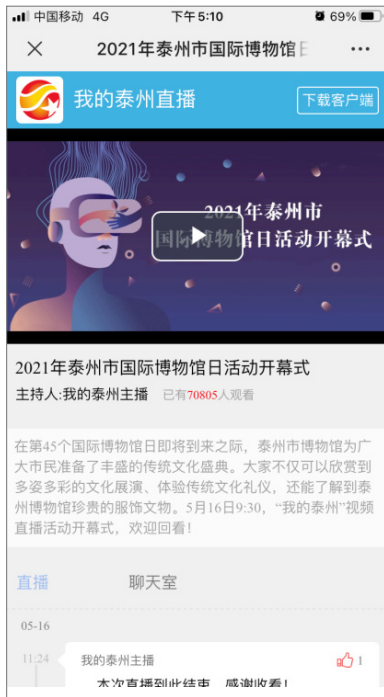 中国移动 4G 下午5:10 69%
2021年泰州市国际博物馆
我的泰州直播 下载客户端
2021年泰州市
国际博物馆日活动开幕式
2021年泰州市国际博物馆日活动开幕式
主持人:我的泰州主播 已有70805人观看
在第45个国际博物馆日即将到来之际，泰州市博物馆为广
大市民准备了丰盛的传统文化盛典。大家不仅可以欣赏到
多姿多彩的文化展演、体验传统文化礼仪，还能了解到泰
州博物馆珍贵的服饰文物。5月16日9:30，“我的泰州”视频
直播活动开幕式，欢迎回看！
直播 聊天室
05-16
11:24 我的泰州主播 1
本次直播到此结束，感谢收看！